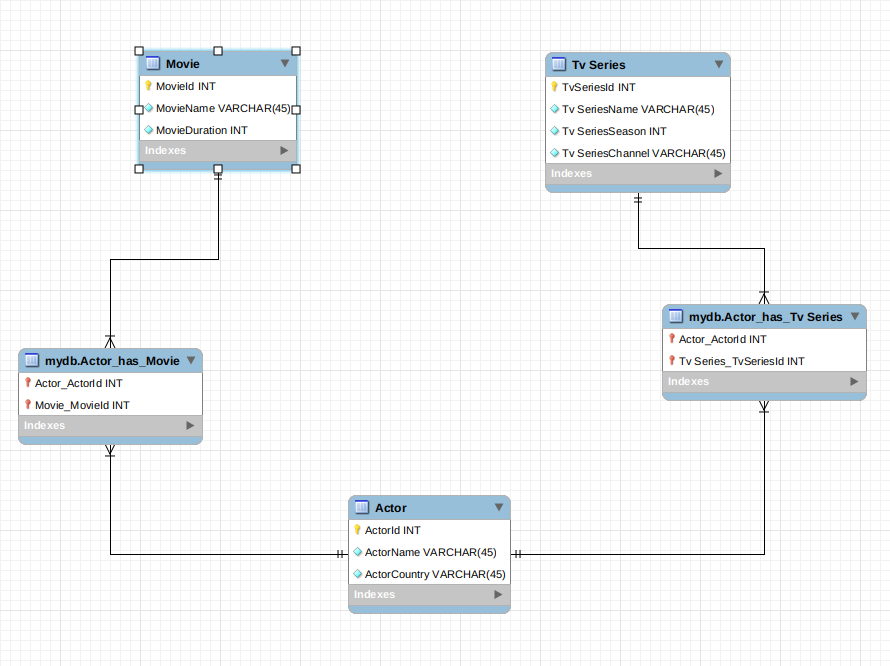 Movie
MovieId INT
MovieName VARCHAR(45)
MovieDuration INT
Indexes
Tv Series
TvSeriesId INT
Tv SeriesName VARCHAR(45)
Tv SeriesSeason INT
Tv SeriesChannel VARCHAR(45)
Indexes
mydb.Actor_has_Tv Series
Actor_ActorId INT
Tv Series_TvSeriesId INT
Indexes
mydb.Actor_has_Movie
Actor_ActorId INT
Movie_MovieId INT
Indexes
Actor
ActorId INT
ActorName VARCHAR(45)
ActorCountry VARCHAR(45)
Indexes